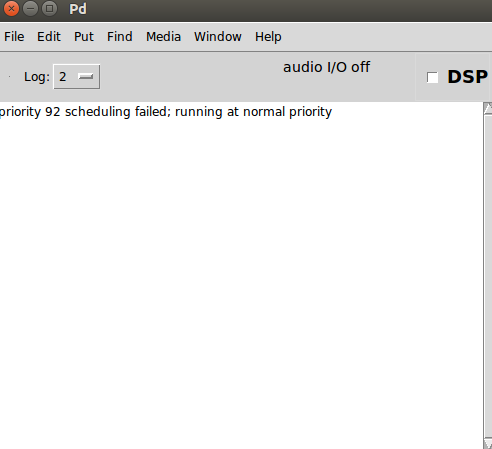 Pd
File Edit Put Find Media Window Help
Log: 2 audio I/O off DSP
priority 92 scheduling failed; running at normal priority